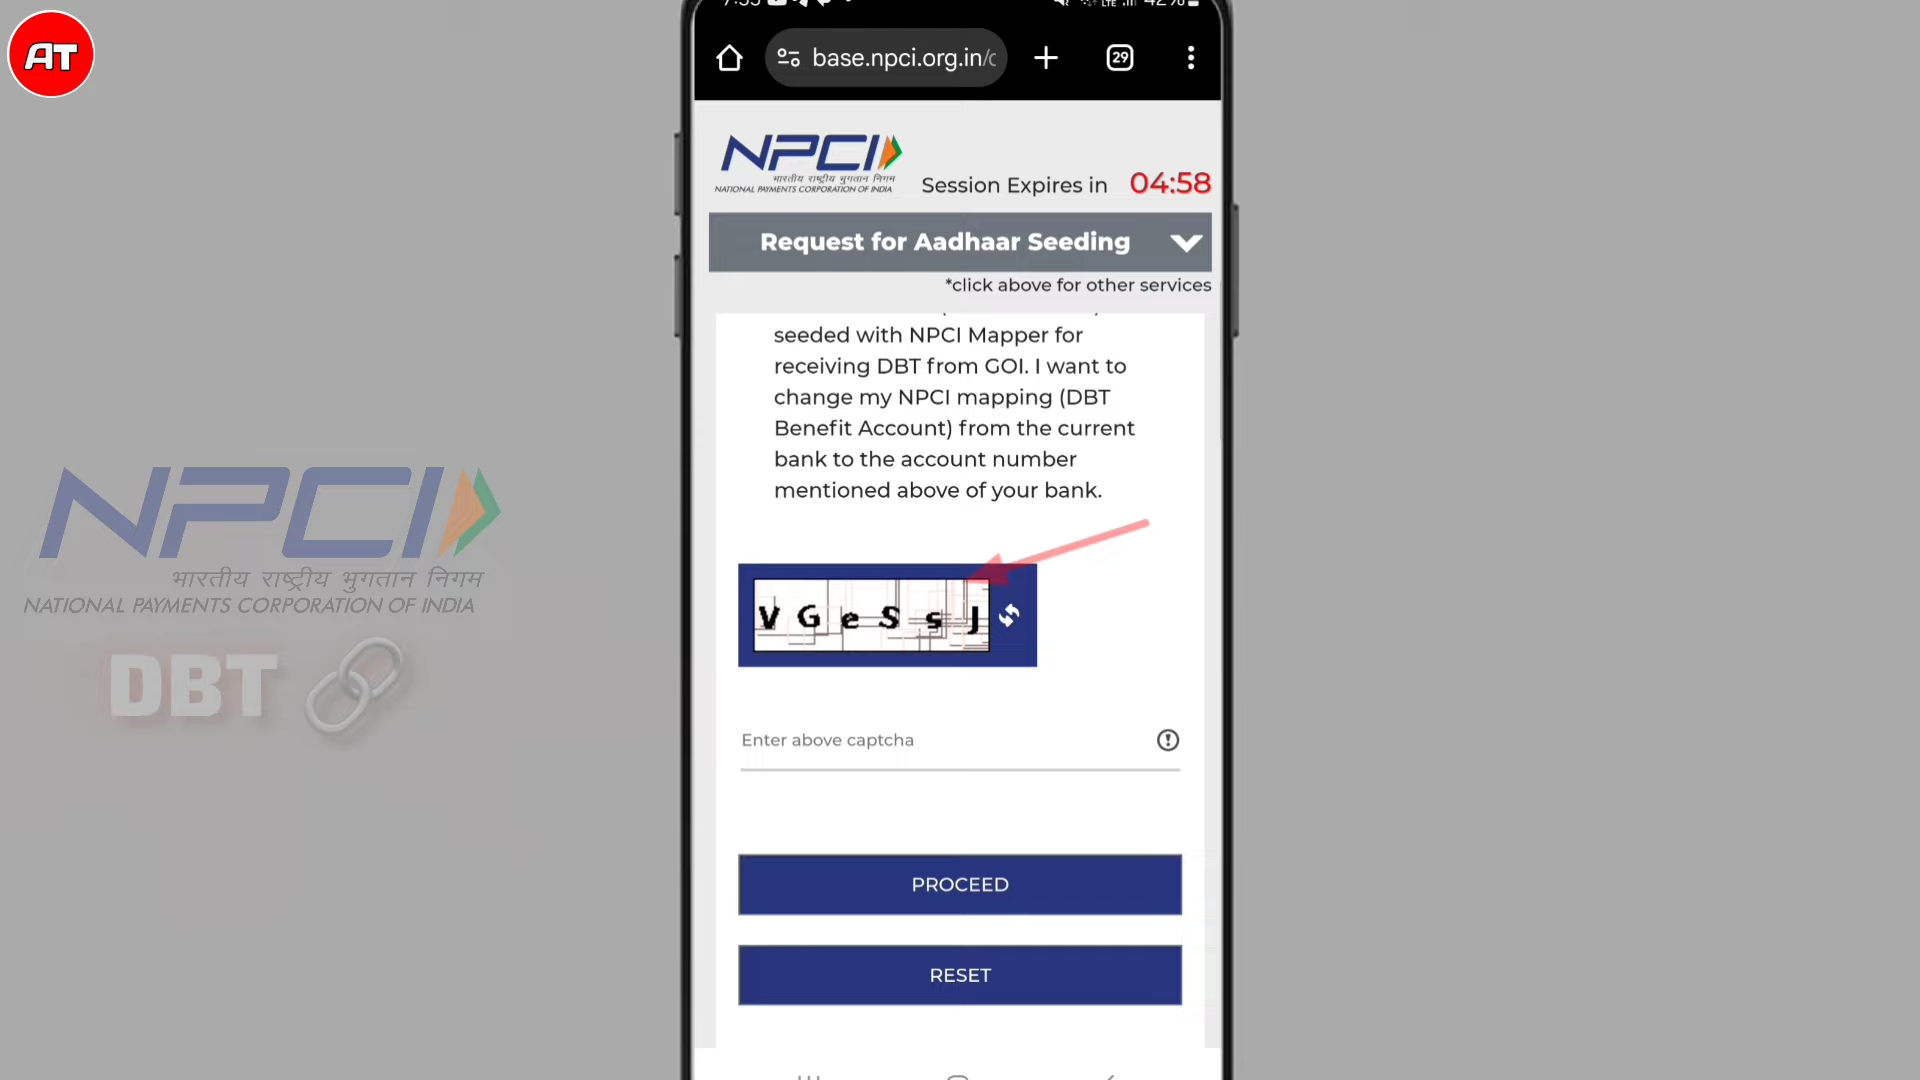 AT
42%
29
base.npci.org.in/
NPCI
भारतीय राष्ट्रीय भुगतान निगम
NATIONAL PAYMENTS CORPORATION OF INDIA
Session Expires in 04:58
Request for Aadhaar Seeding
*click above for other services
seeded with NPCI Mapper for
receiving DBT from GOI. I want to
change my NPCI mapping (DBT
Benefit Account) from the current
bank to the account number
mentioned above of your bank.
V G e S s J
Enter above captcha
PROCEED
RESET
NPCI
भारतीय राष्ट्रीय भुगतान निगम
NATIONAL PAYMENTS CORPORATION OF INDIA
DBT